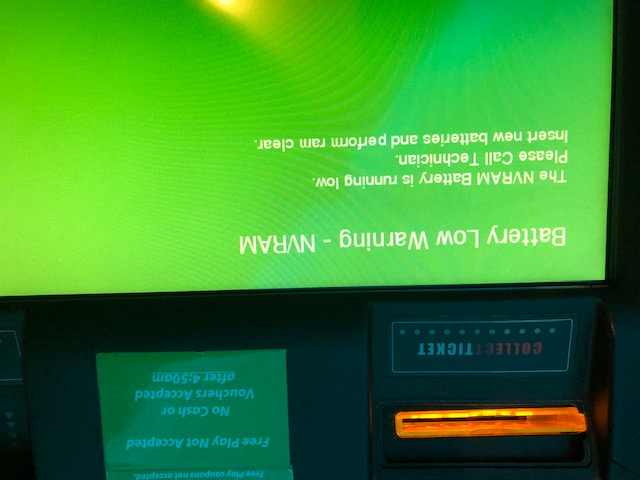 Free Play coupons not accepted
Free Play Not Accepted
No Cash or
Vouchers Accepted
after 4:50am
COLLECT TICKET
Battery Low Warning - NVRAM
The NVRAM Battery is running low.
Please Call Technician.
Insert new batteries and perform ram clear.